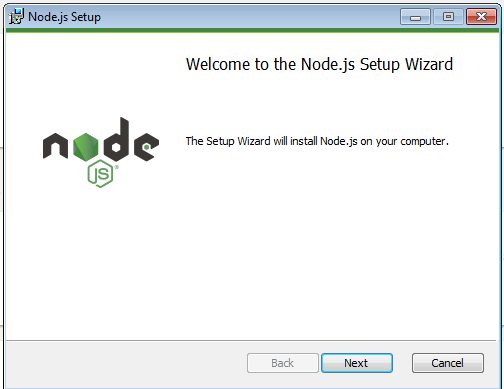 Node.js Setup
Welcome to the Node.js Setup Wizard
node
JS®
The Setup Wizard will install Node.js on your computer.
Back
Next
Cancel